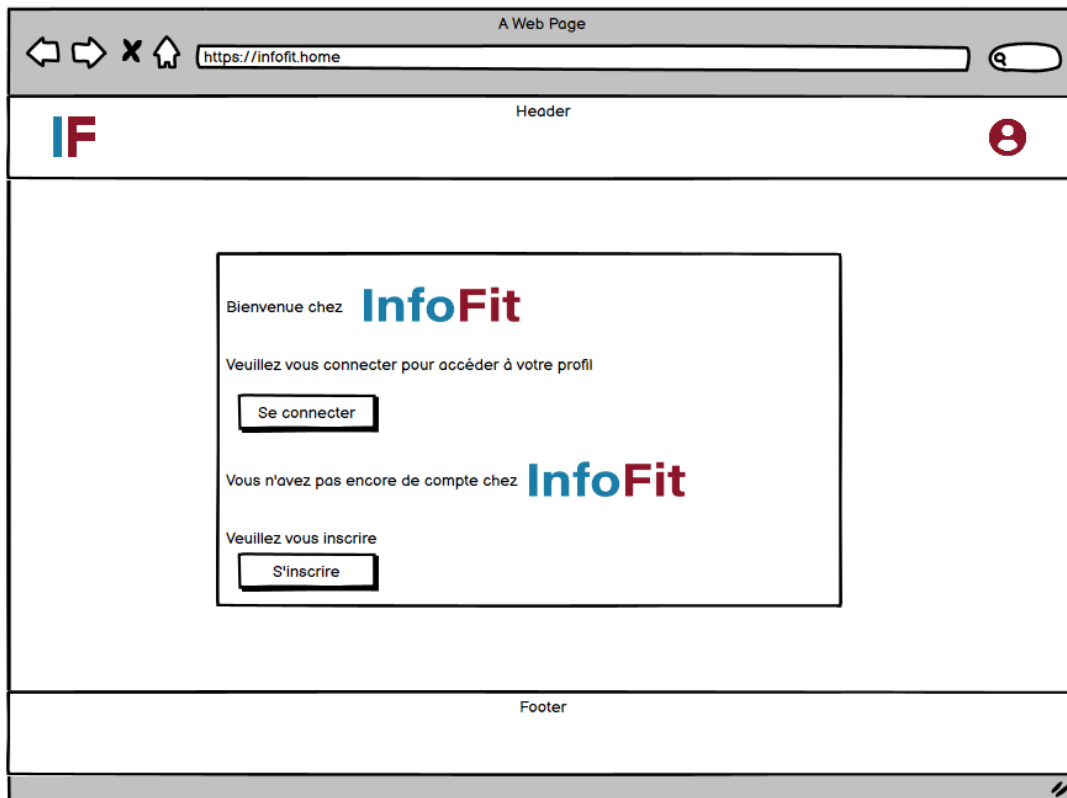 A Web Page
https://infofit.home
Header
IF
Bienvenue chez InfoFit
Veuillez vous connecter pour accéder à votre profil
Se connecter
Vous n'avez pas encore de compte chez InfoFit
Veuillez vous inscrire
S'inscrire
Footer